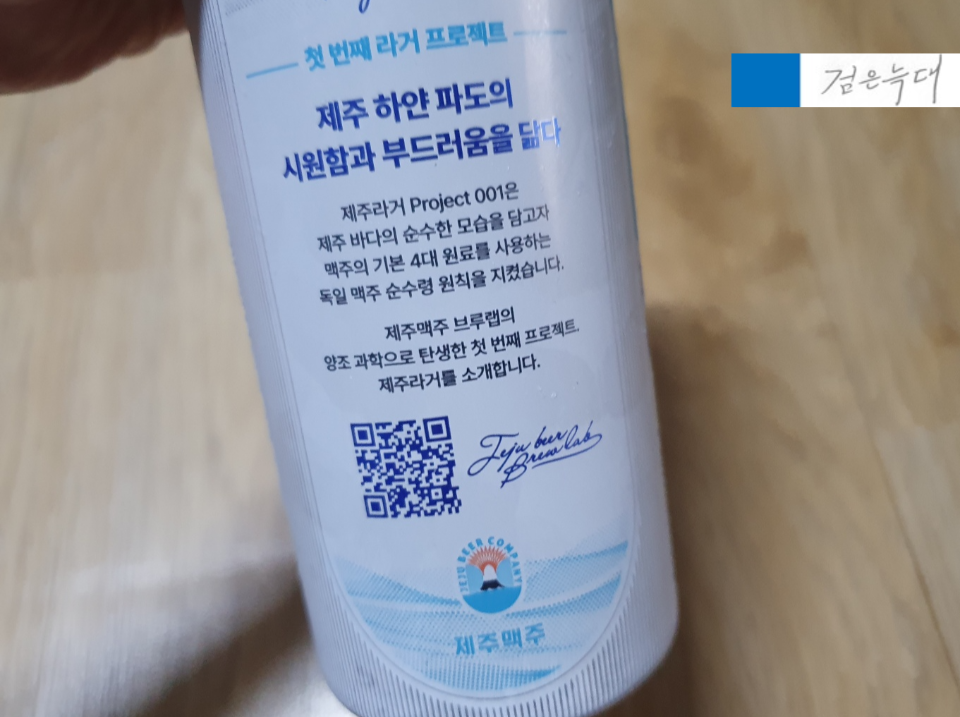 첫 번째 라거 프로젝트
제주 하얀 파도의
시원함과 부드러움을 닮다
제주라거 Project 001은
제주 바다의 순수한 모습을 담고자
맥주의 기본 4대 원료를 사용하는
독일 맥주 순수령 원칙을 지켰습니다.
제주맥주 브루랩의
양조 과학으로 탄생한 첫 번째 프로젝트.
제주라거를 소개합니다.
Jeju beer
Brew lab
JEJU BEER COMPANY
제주맥주
검은늑대